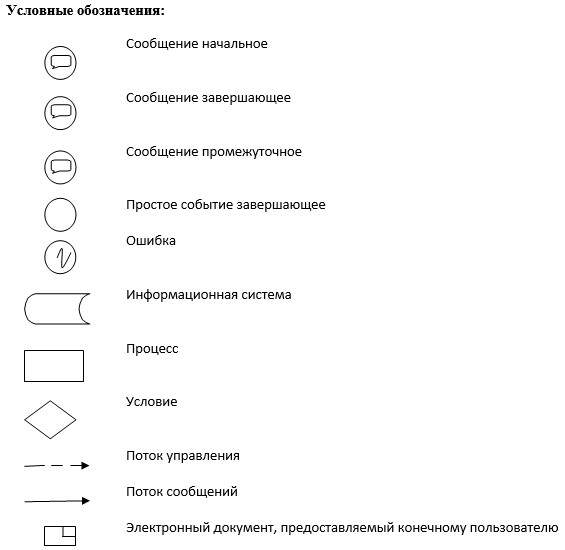 Условные обозначения:
Сообщение начальное
Сообщение завершающее
Сообщение промежуточное
Простое событие завершающее
Ошибка
Информационная система
Процесс
Условие
Поток управления
Поток сообщений
Электронный документ, предоставляемый конечному пользователю